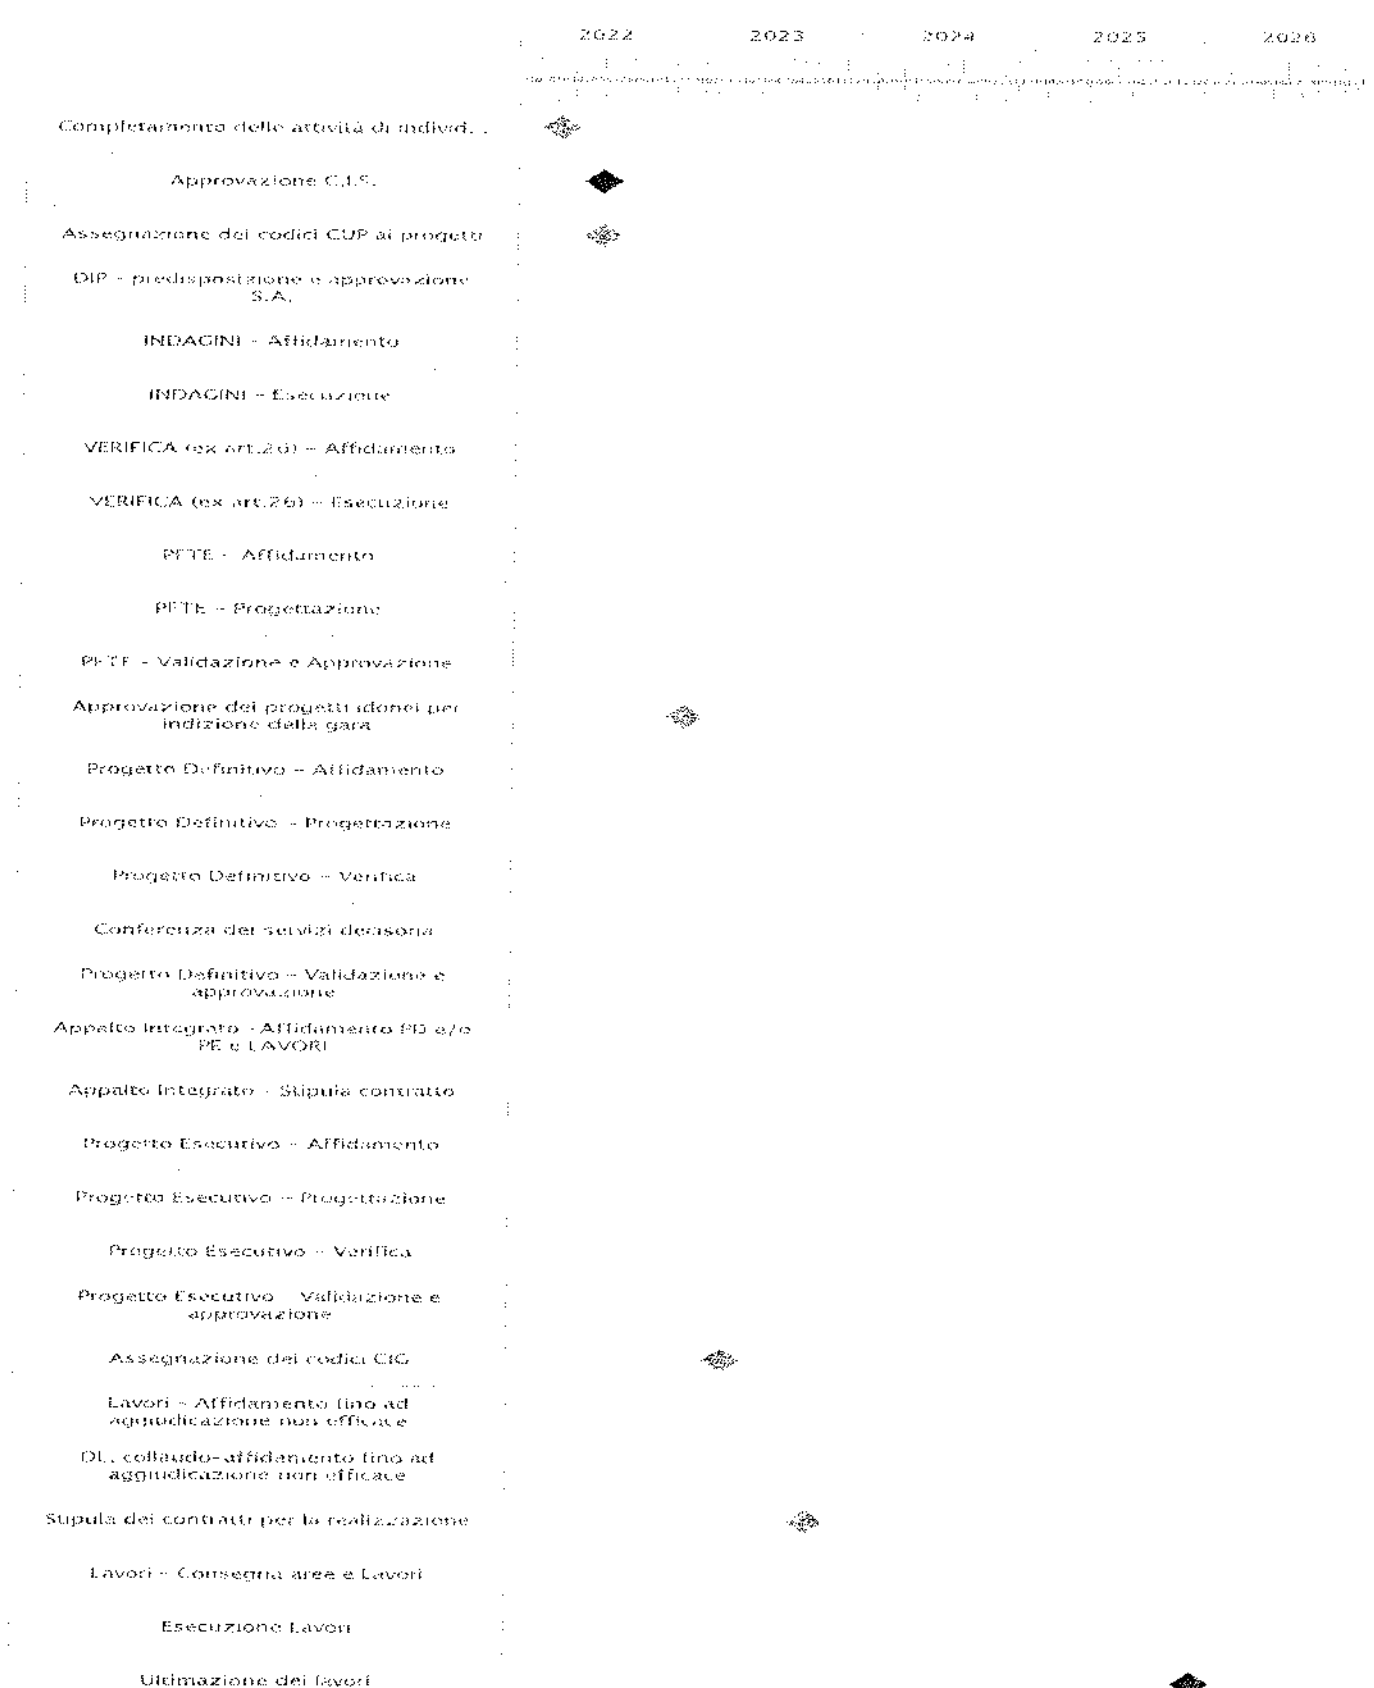 2022 2023 2024 2025 2026
Completamento delle attività di individ...
Approvazione C.I.S.
Assegnazione dei codici CUP ai progetti
DIP - predisposizione e approvazione
S.A.
INDAGINI - Affidamento
INDAGINI - Esecuzione
VERIFICA (ex art.26) - Affidamento
VERIFICA (ex art.26) - Esecuzione
PFTE - Affidamento
PFTE - Progettazione
PFTE - Validazione e Approvazione
Approvazione dei progetti idonei per
indizione della gara
Progetto Definitivo - Affidamento
Progetto Definitivo - Progettazione
Progetto Definitivo - Verifica
Conferenza dei servizi decisoria
Progetto Definitivo - Validazione e
approvazione
Appalto Integrato - Affidamento PD e/o
PE e LAVORI
Appalto Integrato - Stipula contratto
Progetto Esecutivo - Affidamento
Progetto Esecutivo - Progettazione
Progetto Esecutivo - Verifica
Progetto Esecutivo - Validazione e
approvazione
Assegnazione dei codici CIG
Lavori - Affidamento fino ad
aggiudicazione non efficace
DL, collaudo-affidamento fino ad
aggiudicazione non efficace
Stipula dei contratti per la realizzazione
Lavori - Consegna aree e Lavori
Esecuzione Lavori
Ultimazione dei lavori